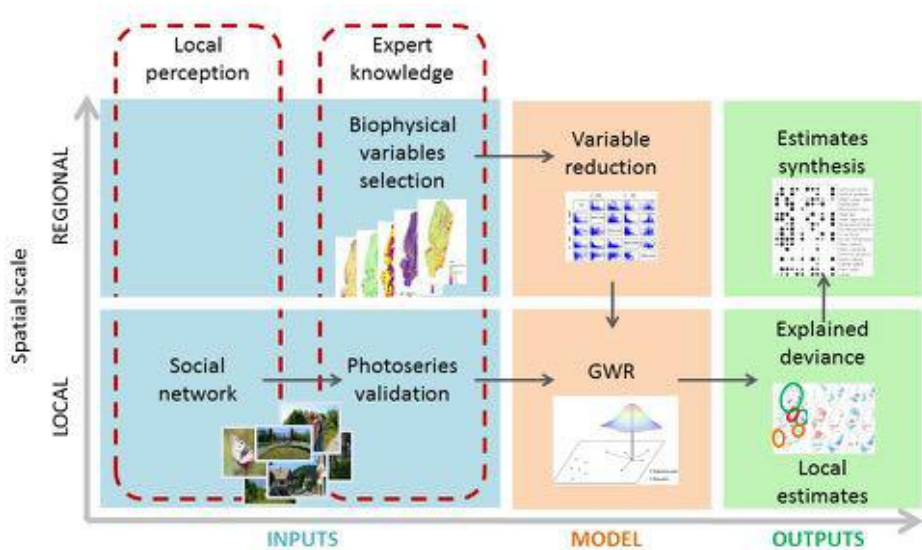 Local
perception
Expert
knowledge
Biophysical
variables
selection
Variable
reduction
Estimates
synthesis
REGIONAL
Spatial scale
LOCAL
Social
network
Photoseries
validation
GWR
Explained
deviance
Local
estimates
INPUTS
MODEL
OUTPUTS